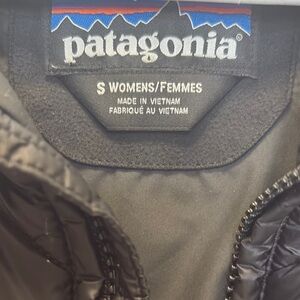 patagonia®
S WOMENS/FEMMES
MADE IN VIETNAM
FABRIQUÉ AU VIETNAM